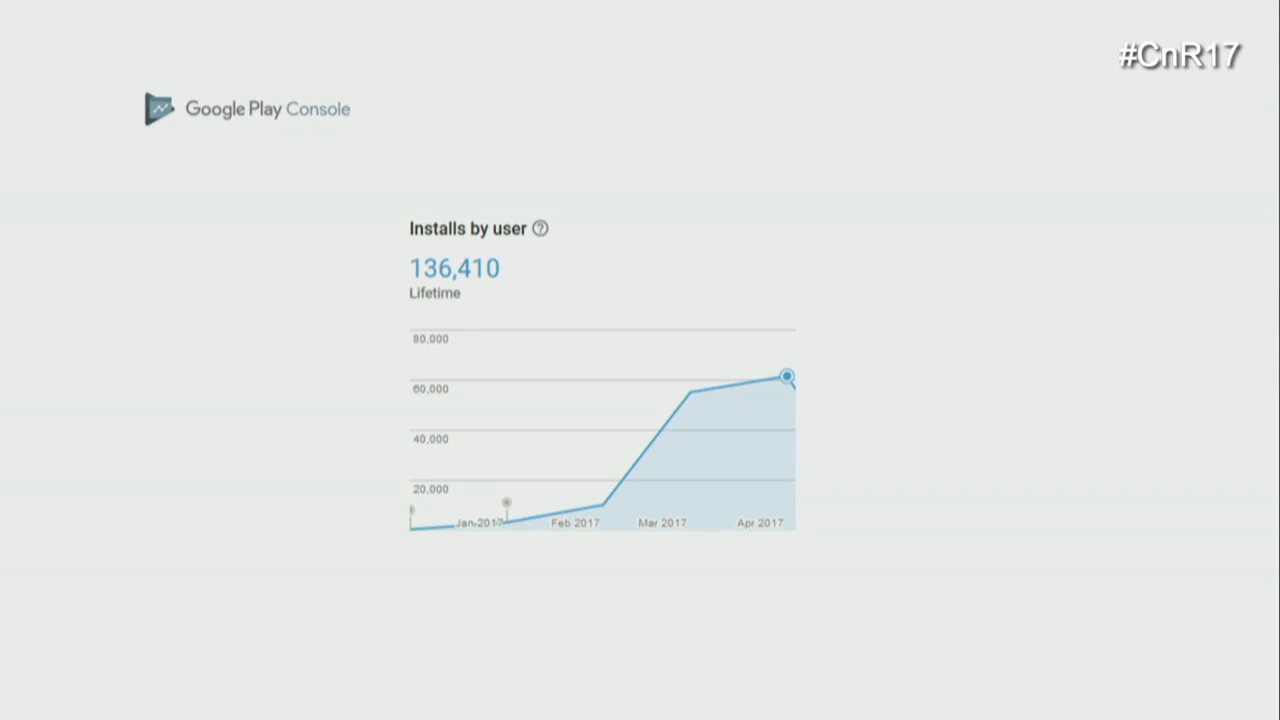 #CnR17
Google Play Console
Installs by user
136,410
Lifetime
80,000
60,000
40,000
20,000
Jan 2017 Feb 2017 Mar 2017 Apr 2017